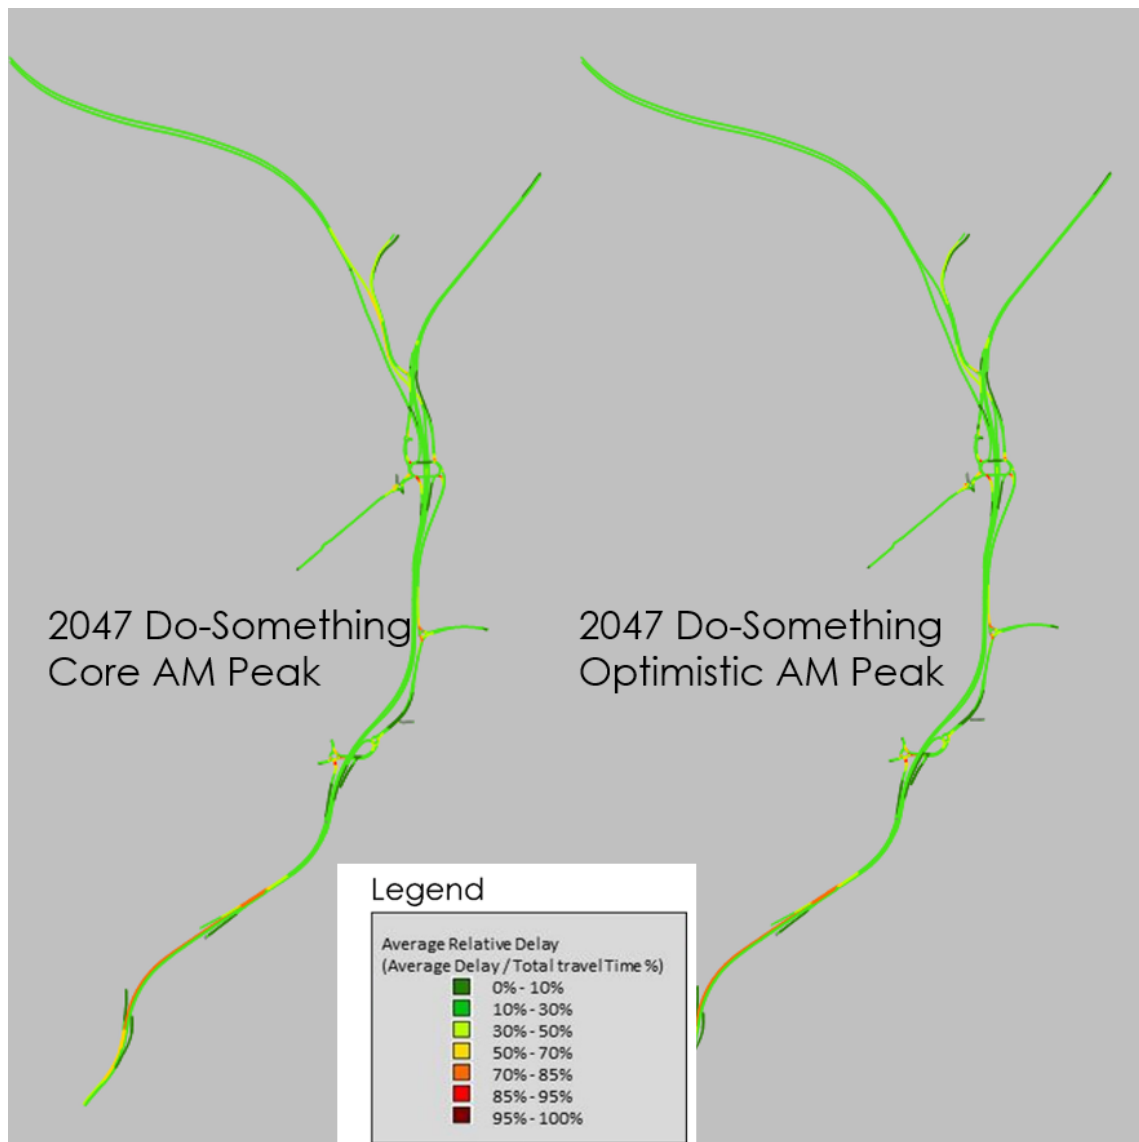 2047 Do-Something
Core AM Peak
2047 Do-Something
Optimistic AM Peak
Legend
Average Relative Delay
(Average Delay / Total travel Time %)
0% - 10%
10% - 30%
30% - 50%
50% - 70%
70% - 85%
85% - 95%
95% - 100%